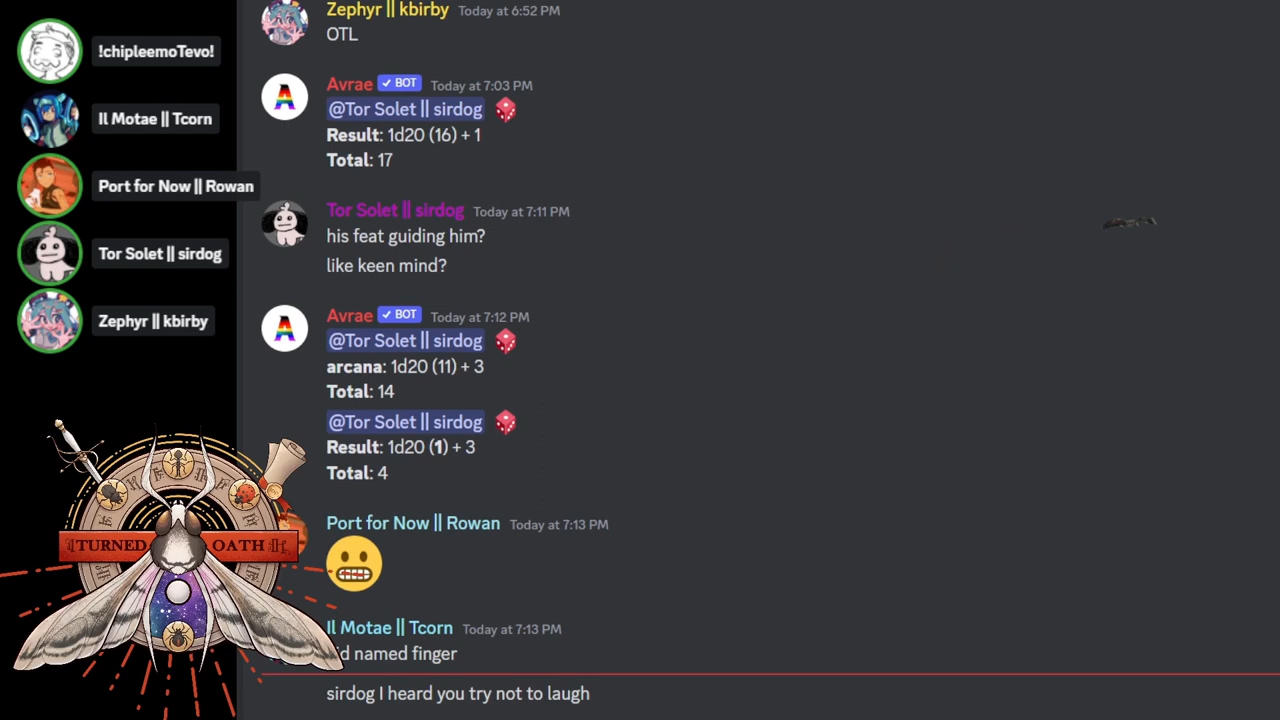 !chipleemoTevo!
Il Motae || Tcorn
Port for Now || Rowan
Tor Solet || sirdog
Zephyr || kbirby
TURNED OATH
Zephyr || kbirby Today at 6:52 PM
OTL
Avrae ✓ BOT Today at 7:03 PM
@Tor Solet || sirdog
Result: 1d20 (16) + 1
Total: 17
Tor Solet || sirdog Today at 7:11 PM
his feat guiding him?
like keen mind?
Avrae ✓ BOT Today at 7:12 PM
@Tor Solet || sirdog
arcana: 1d20 (11) + 3
Total: 14
@Tor Solet || sirdog
Result: 1d20 (1) + 3
Total: 4
Port for Now || Rowan Today at 7:13 PM
Il Motae || Tcorn Today at 7:13 PM
named finger
sirdog I heard you try not to laugh